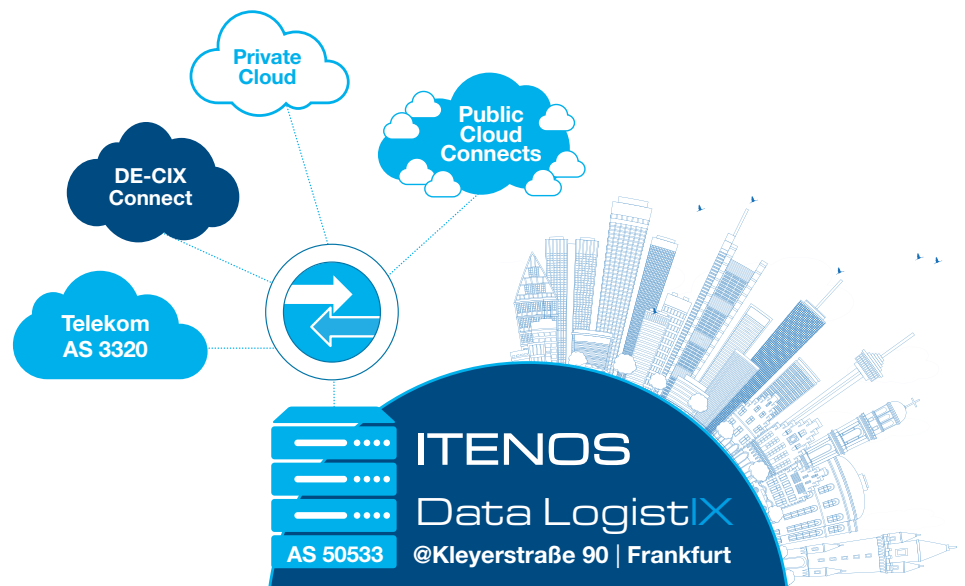 Private
Cloud
Public
Cloud
Connects
DE-CIX
Connect
Telekom
AS 3320
ITENOS
Data LogistIX
AS 50533
@Kleyerstraße 90 | Frankfurt